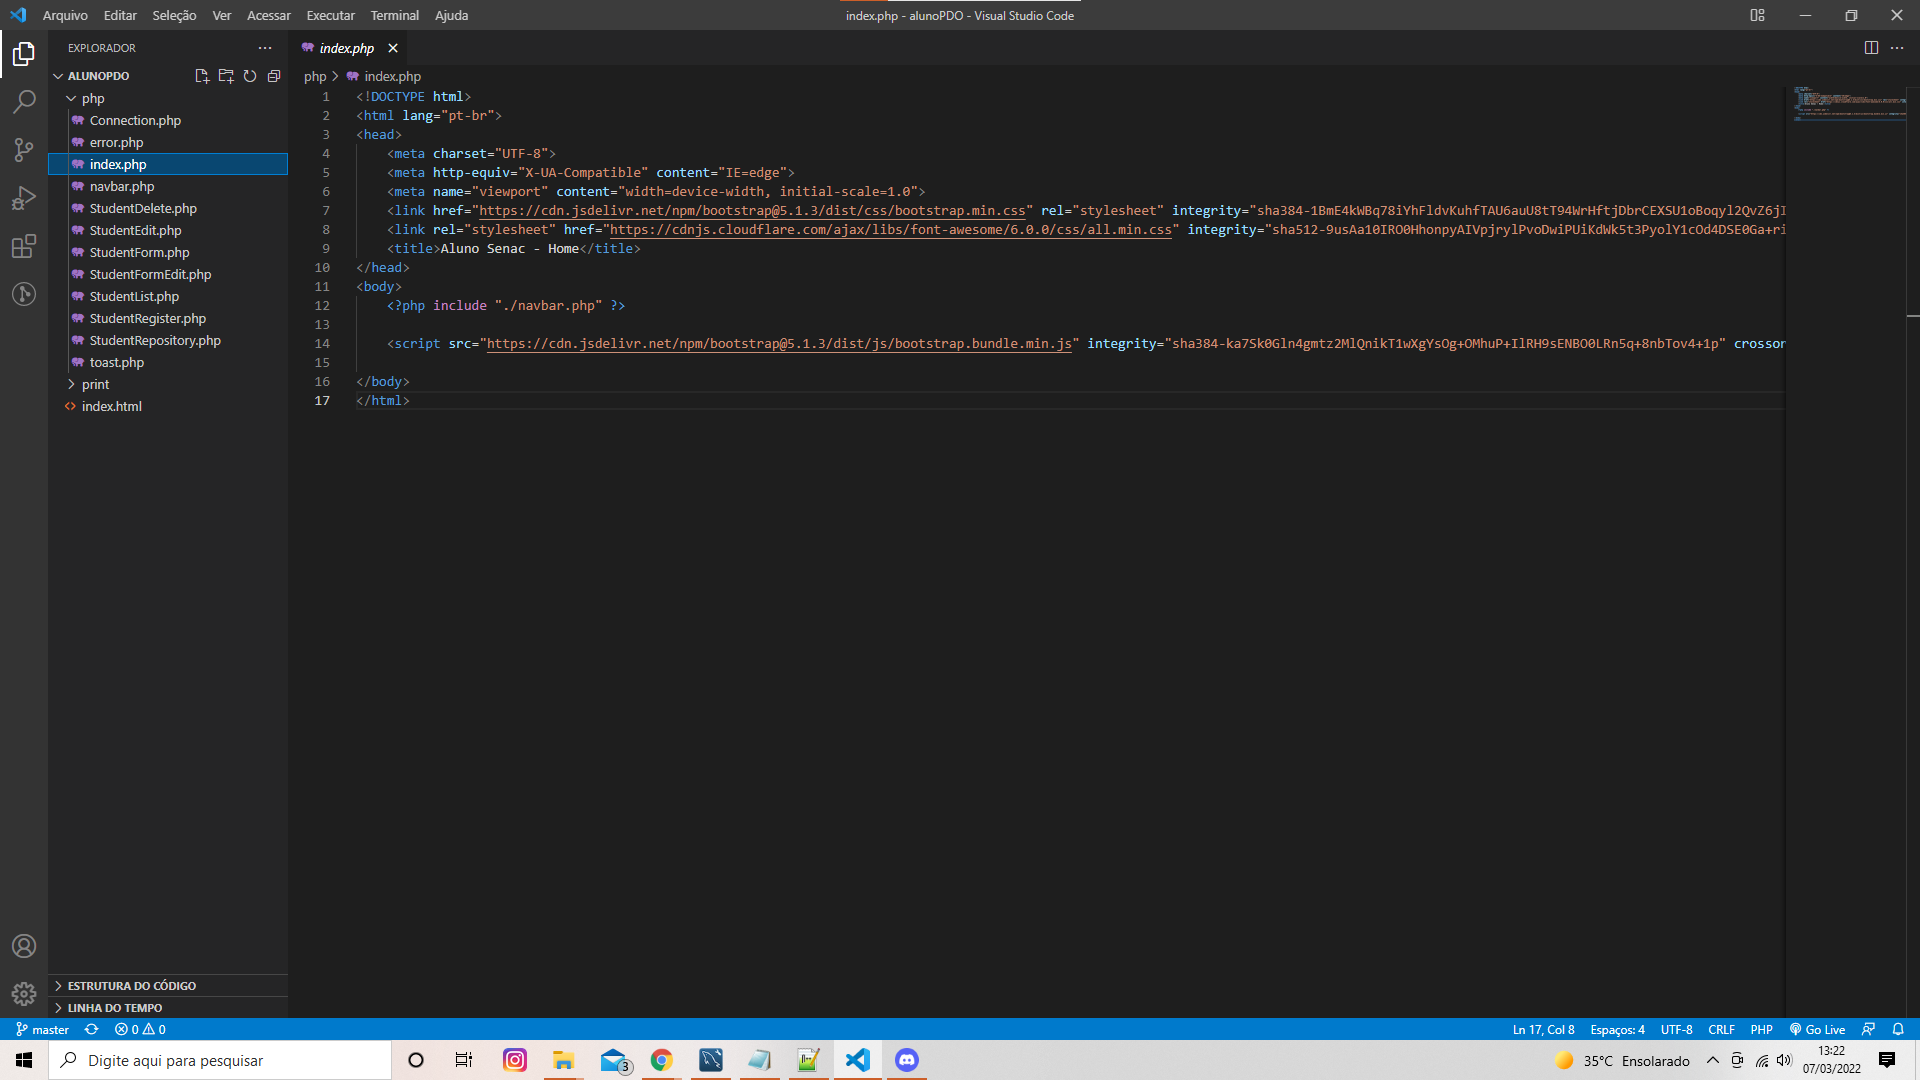 Arquivo Editar Seleção Ver Acessar Executar Terminal Ajuda
index.php - alunoPDO - Visual Studio Code
EXPLORADOR
index.php
ALUNOPDO
php > index.php
php
Connection.php
error.php
index.php
navbar.php
StudentDelete.php
StudentEdit.php
StudentForm.php
StudentFormEdit.php
StudentList.php
StudentRegister.php
StudentRepository.php
toast.php
print
index.html
1 <!DOCTYPE html>
2 <html lang="pt-br">
3 <head>
4 <meta charset="UTF-8">
5 <meta http-equiv="X-UA-Compatible" content="IE=edge">
6 <meta name="viewport" content="width=device-width, initial-scale=1.0">
7 <link href="https://cdn.jsdelivr.net/npm/bootstrap@5.1.3/dist/css/bootstrap.min.css" rel="stylesheet" integrity="sha384-1BmE4kWBq78iYhFldvKuhfTAU6auU8tT94WrHftjDbrCEXSU1oBoqyl2QvZ6jI
8 <link rel="stylesheet" href="https://cdnjs.cloudflare.com/ajax/libs/font-awesome/6.0.0/css/all.min.css" integrity="sha512-9usAa10IRO0HhonpyAIVpjrylPvoDwiPUiKdWk5t3PyolY1cOd4DSE0Ga+ri
9 <title>Aluno Senac - Home</title>
10 </head>
11 <body>
12 <?php include "./navbar.php" ?>
13
14 <script src="https://cdn.jsdelivr.net/npm/bootstrap@5.1.3/dist/js/bootstrap.bundle.min.js" integrity="sha384-ka7Sk0Gln4gmtz2MlQnikT1wXgYsOg+OMhuP+IlRH9sENBO0LRn5q+8nbTov4+1p" crossor
15
16 </body>
17 </html>
ESTRUTURA DO CÓDIGO
LINHA DO TEMPO
master 0 0 Ln 17, Col 8 Espaços: 4 UTF-8 CRLF PHP Go Live
Digite aqui para pesquisar
3
35°C Ensolarado
13:22
07/03/2022